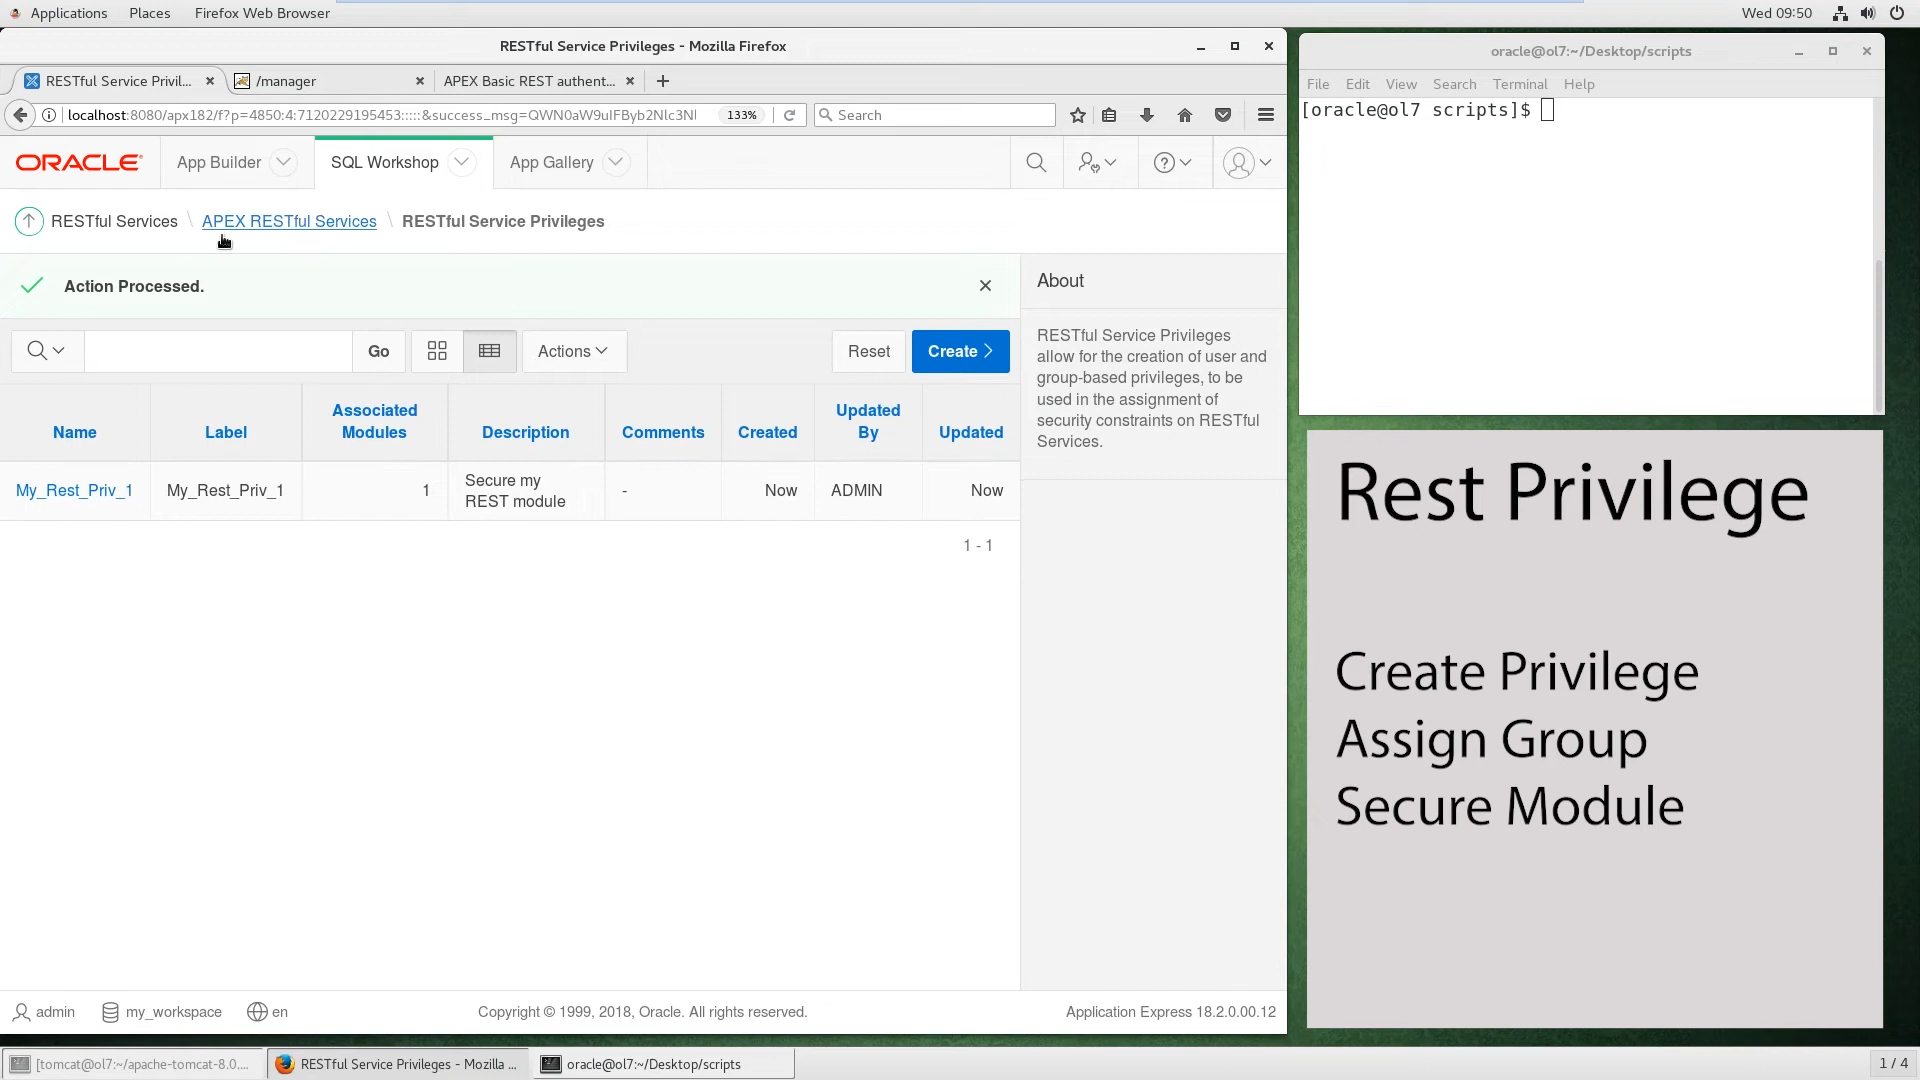 Applications Places Firefox Web Browser Wed 09:50
RESTful Service Privileges - Mozilla Firefox
RESTful Service Privil... /manager APEX Basic REST authent...
localhost:8080/apx182/f?p=4850:4:7120229195453:::::&success_msg=QWN0aW9uIFByb2Nlc3Nl 133% Search
ORACLE App Builder SQL Workshop App Gallery
RESTful Services \ APEX RESTful Services \ RESTful Service Privileges
Action Processed.
Go Actions Reset Create
Name Label Associated Modules Description Comments Created Updated By Updated
My_Rest_Priv_1 My_Rest_Priv_1 1 Secure my REST module - Now ADMIN Now
1 - 1
About
RESTful Service Privileges
allow for the creation of user and
group-based privileges, to be
used in the assignment of
security constraints on RESTful
Services.
admin my_workspace en Copyright © 1999, 2018, Oracle. All rights reserved. Application Express 18.2.0.00.12
oracle@ol7:~/Desktop/scripts
File Edit View Search Terminal Help
[oracle@ol7 scripts]$
Rest Privilege
Create Privilege
Assign Group
Secure Module
[tomcat@ol7:~/apache-tomcat-8.0.... RESTful Service Privileges - Mozilla ... oracle@ol7:~/Desktop/scripts 1 / 4